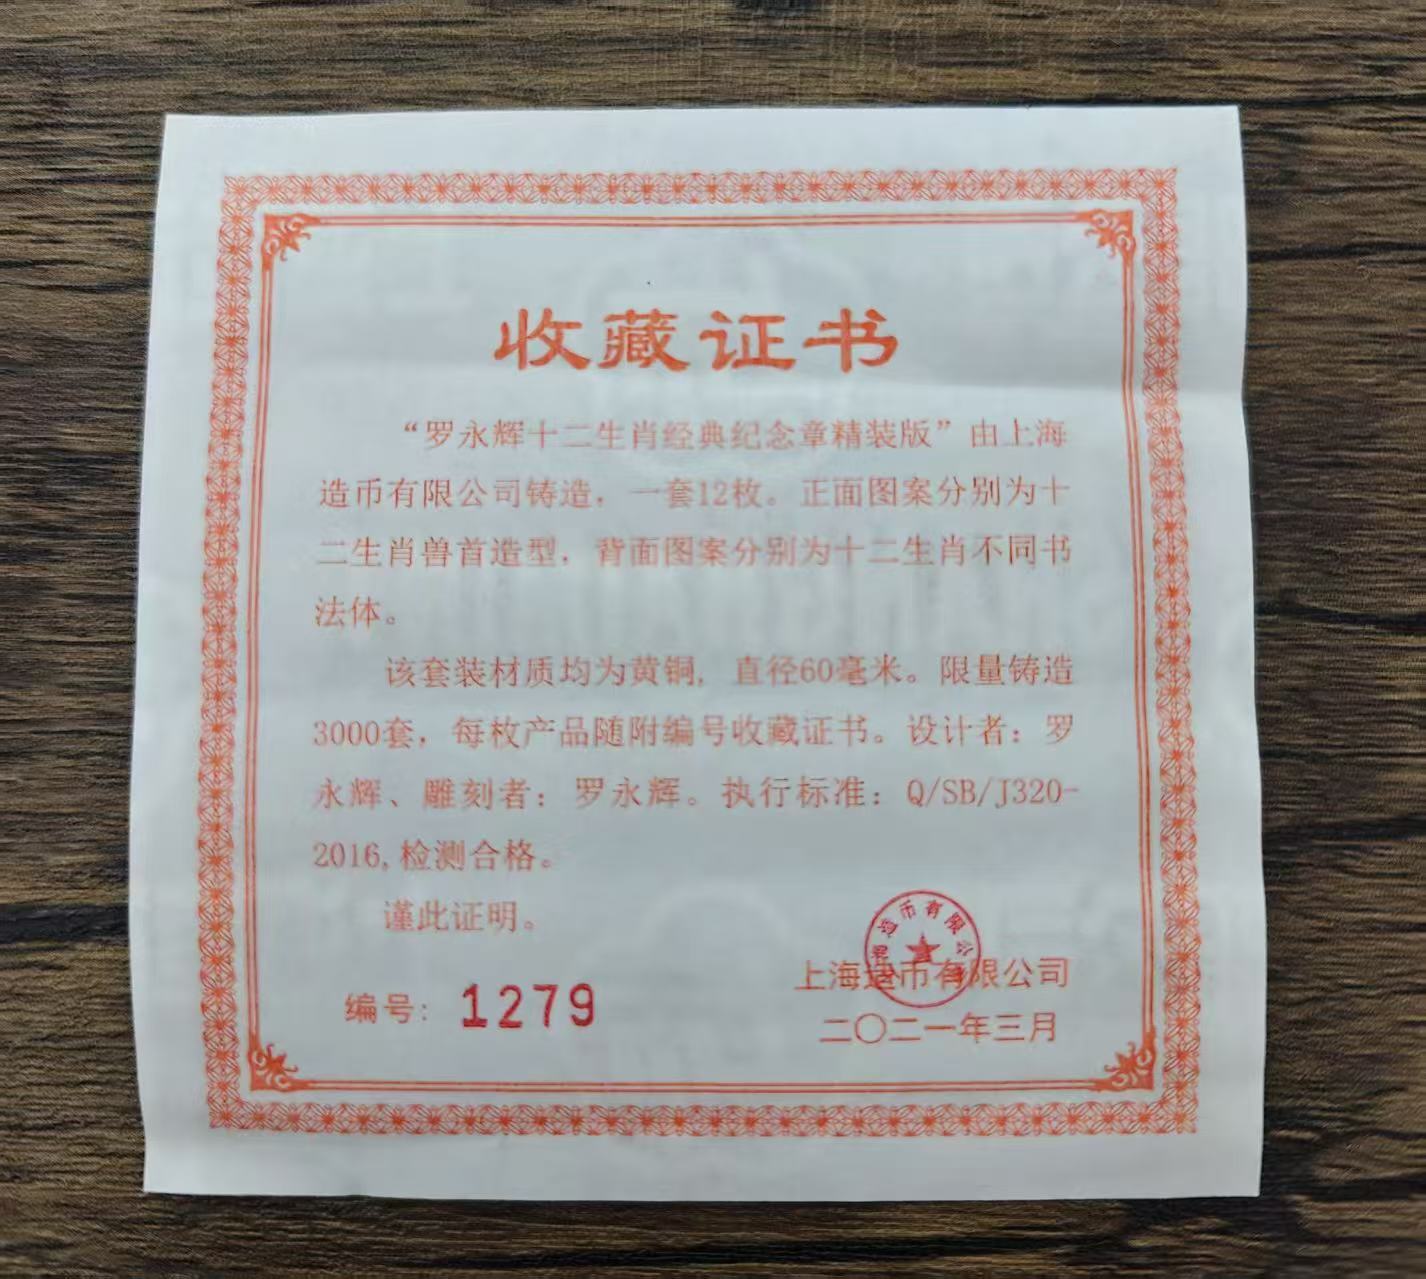 收藏证书
“罗永辉十二生肖经典纪念章精装版”由上海
造币有限公司铸造，一套12枚。正面图案分别为十
二生肖兽首造型，背面图案分别为十二生肖不同书
法体。
该套装材质均为黄铜，直径60毫米。限量铸造
3000套，每枚产品随附编号收藏证书。设计者：罗
永辉、雕刻者：罗永辉。执行标准：Q/SB/J320-
2016,检测合格。
谨此证明。
造币有限公
上海造币有限公司
编号：1279
二〇二一年三月